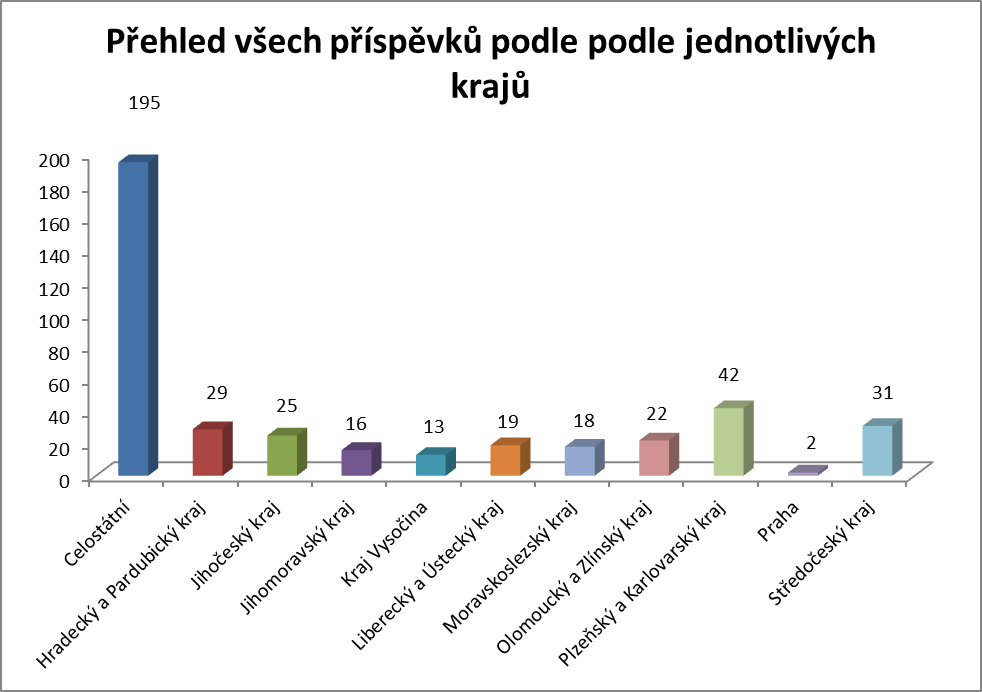 Přehled všech příspěvků podle podle jednotlivých
krajů
195
200
180
160
140
120
100
80
60
40
20
0
29
25
16
13
19
18
22
42
2
31
Celostátní
Hradecký a Pardubický kraj
Jihočeský kraj
Jihomoravský kraj
Kraj Vysočina
Liberecký a Ústecký kraj
Moravskoslezský kraj
Olomoucký a Zlínský kraj
Plzeňský a Karlovarský kraj
Praha
Středočeský kraj